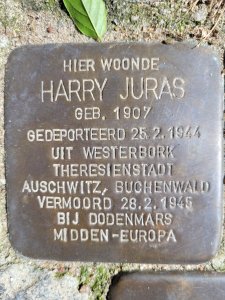 HIER WOONDE
HARRY JURAS
GEB. 1907
GEDEPORTEERD 25.2.1944
UIT WESTERBORK
THERESIENSTADT
AUSCHWITZ, BUCHENWALD
VERMOORD 28.2.1945
BIJ DODENMARS
MIDDEN-EUROPA